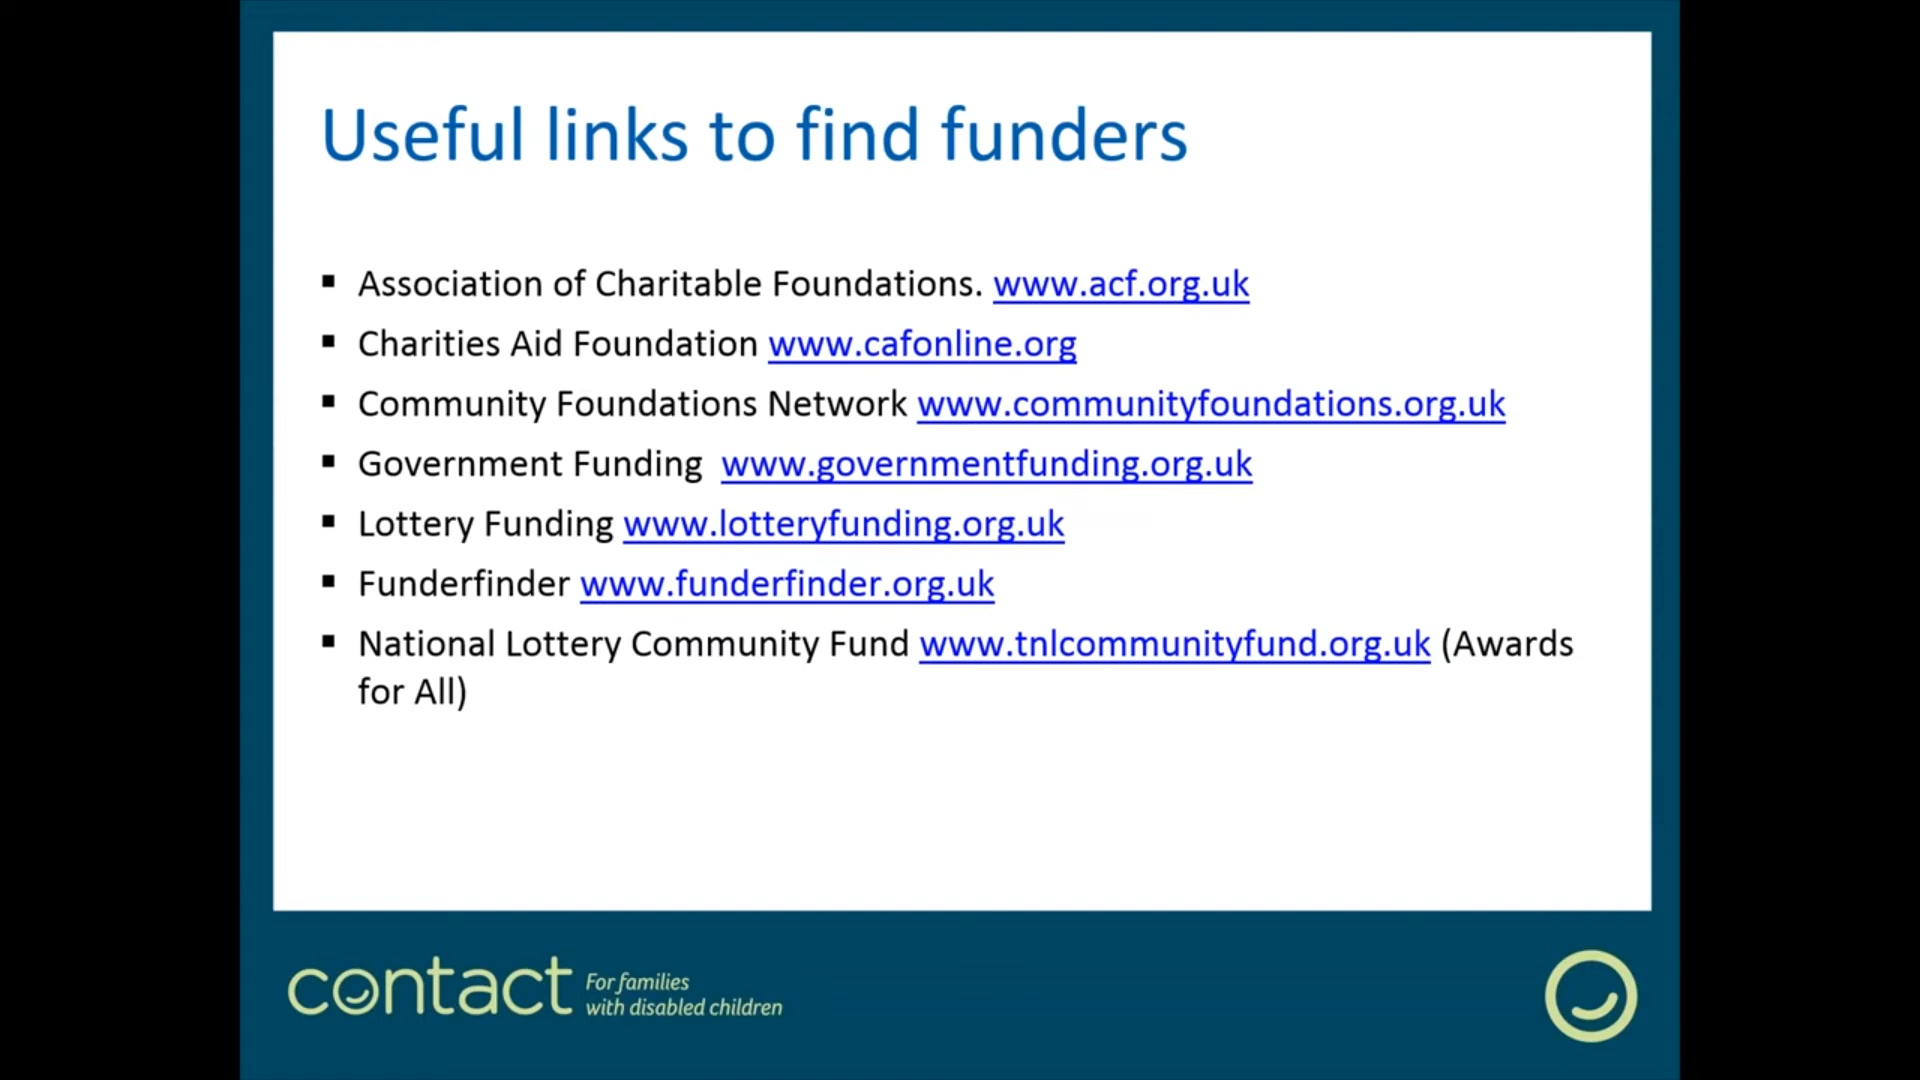 Useful links to find funders
▪ Association of Charitable Foundations. www.acf.org.uk
▪ Charities Aid Foundation www.cafonline.org
▪ Community Foundations Network www.communityfoundations.org.uk
▪ Government Funding  www.governmentfunding.org.uk
▪ Lottery Funding www.lotteryfunding.org.uk
▪ Funderfinder www.funderfinder.org.uk
▪ National Lottery Community Fund www.tnlcommunityfund.org.uk (Awards
for All)
contact
For families
with disabled children